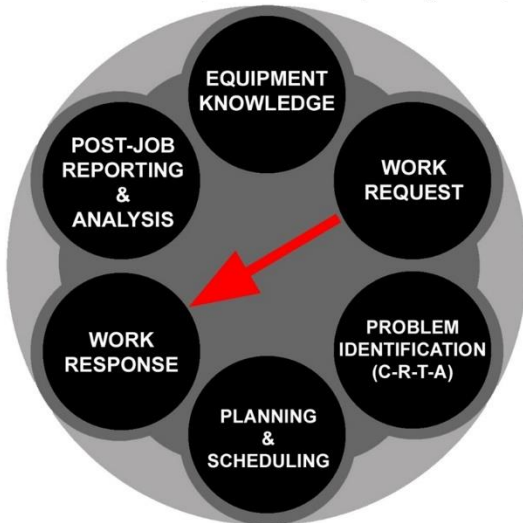 EQUIPMENT
KNOWLEDGE
WORK
REQUEST
PROBLEM
IDENTIFICATION
(C-R-T-A)
PLANNING
&
SCHEDULING
WORK
RESPONSE
POST-JOB
REPORTING
&
ANALYSIS